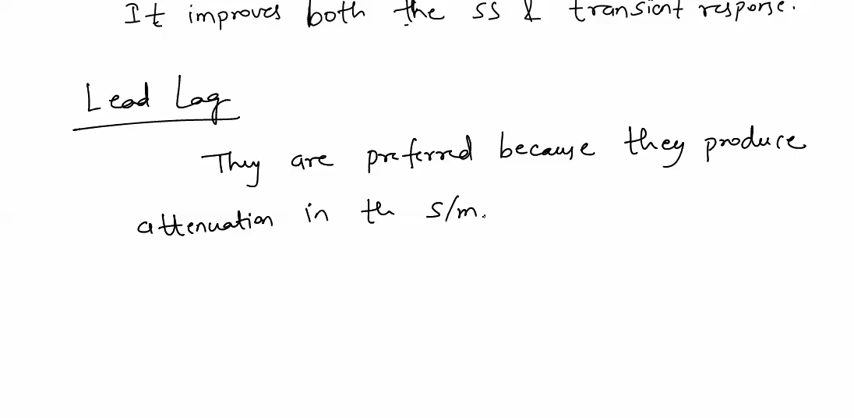 It improves both the ss & transient response.
Lead Lag
They are preferred because they produce
attenuation in the s/m.